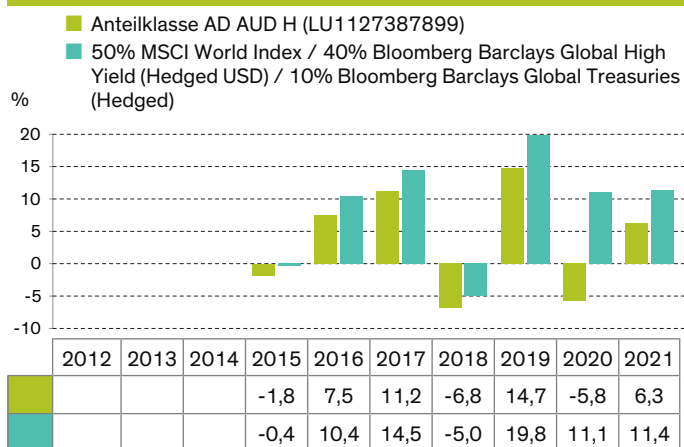 Anteilklasse AD AUD H (LU1127387899)
50% MSCI World Index / 40% Bloomberg Barclays Global High
Yield (Hedged USD) / 10% Bloomberg Barclays Global Treasuries
(Hedged)
%
20
15
10
5
0
-5
-10
2012 2013 2014 2015 2016 2017 2018 2019 2020 2021
-1,8 7,5 11,2 -6,8 14,7 -5,8 6,3
-0,4 10,4 14,5 -5,0 19,8 11,1 11,4